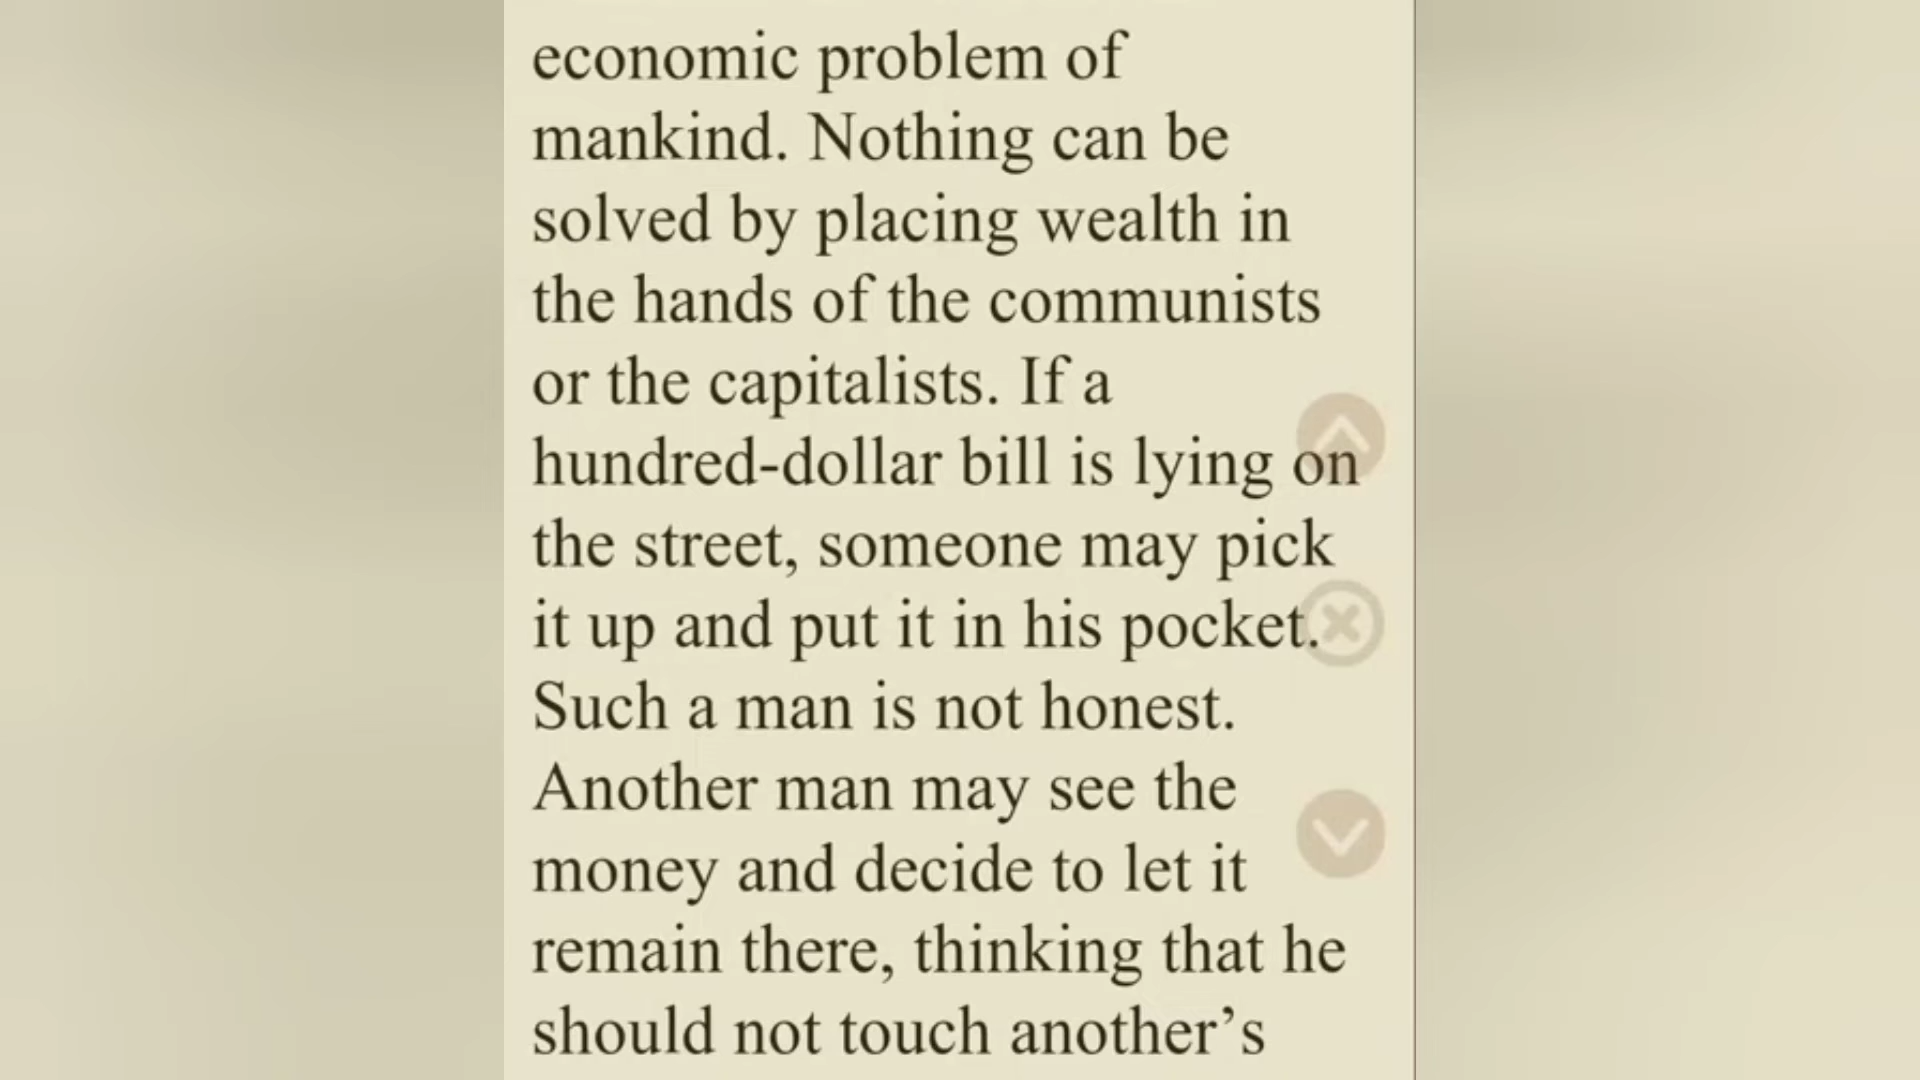 economic problem of
mankind. Nothing can be
solved by placing wealth in
the hands of the communists
or the capitalists. If a
hundred-dollar bill is lying on
the street, someone may pick
it up and put it in his pocket.
Such a man is not honest.
Another man may see the
money and decide to let it
remain there, thinking that he
should not touch another’s